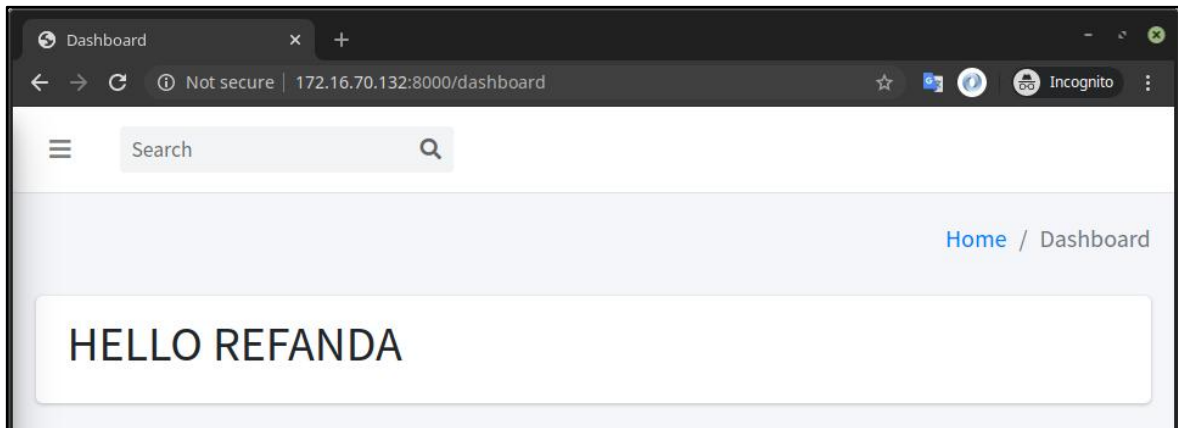 Dashboard
Not secure | 172.16.70.132:8000/dashboard
Incognito
Search
Home / Dashboard
HELLO REFANDA